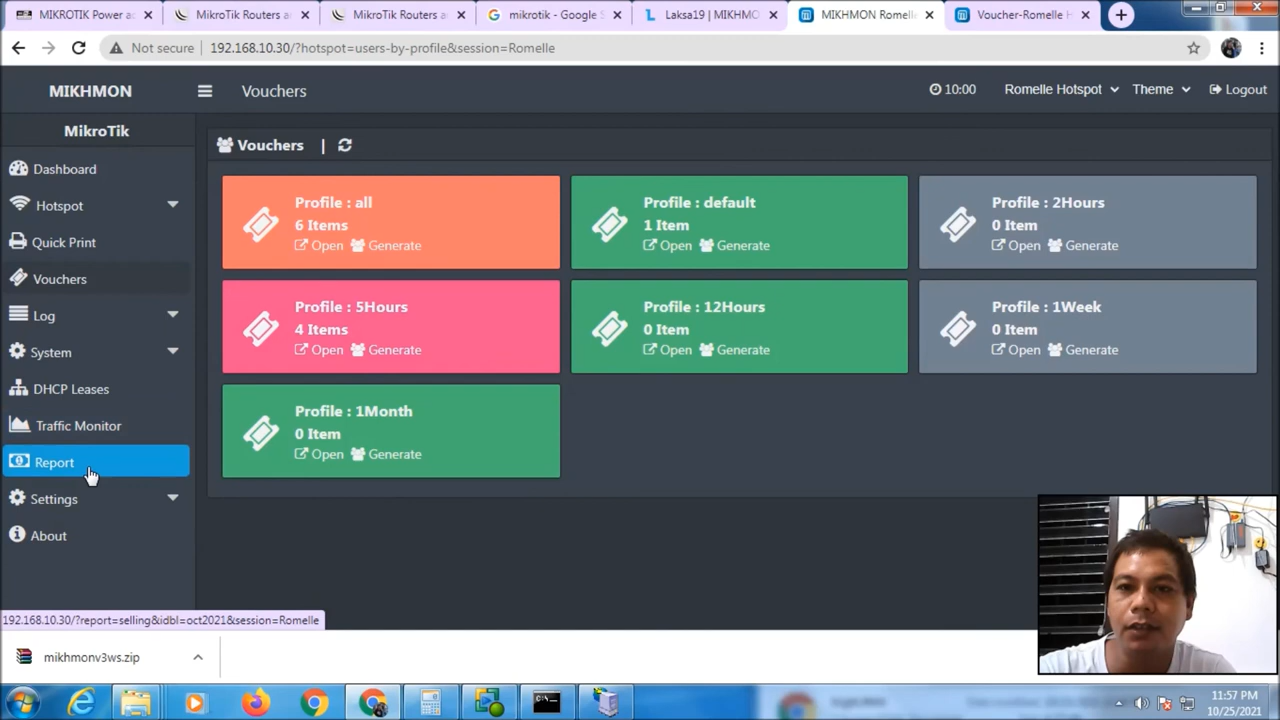 MIKROTIK Power a
MikroTik Routers a
MikroTik Routers a
mikrotik - Google S
Laksa19 | MIKHMO
MIKHMON Romelle
Voucher-Romelle H
Not secure
192.168.10.30/?hotspot=users-by-profile&session=Romelle
MIKHMON
Vouchers
10:00
Romelle Hotspot
Theme
Logout
MikroTik
Dashboard
Hotspot
Quick Print
Vouchers
Log
System
DHCP Leases
Traffic Monitor
Report
Settings
About
Vouchers |
Profile : all
6 Items
Open Generate
Profile : default
1 Item
Open Generate
Profile : 2Hours
0 Item
Open Generate
Profile : 5Hours
4 Items
Open Generate
Profile : 12Hours
0 Item
Open Generate
Profile : 1Week
0 Item
Open Generate
Profile : 1Month
0 Item
Open Generate
192.168.10.30/?report=selling&idbl=oct2021&session=Romelle
mikhmonv3ws.zip
11:57 PM
10/25/2021